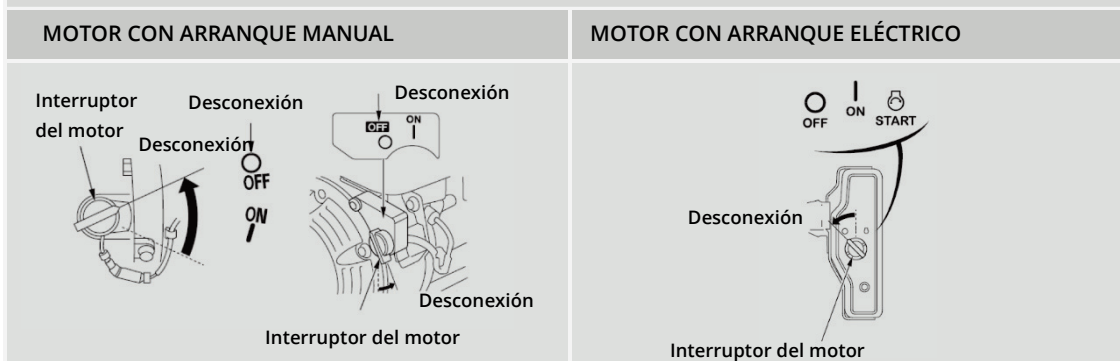 MOTOR CON ARRANQUE MANUAL
MOTOR CON ARRANQUE ELÉCTRICO
Interruptor
del motor
Desconexión
Desconexión
OFF
ON
Desconexión
OFF
ON
Desconexión
Interruptor del motor
OFF
ON
START
Desconexión
Interruptor del motor